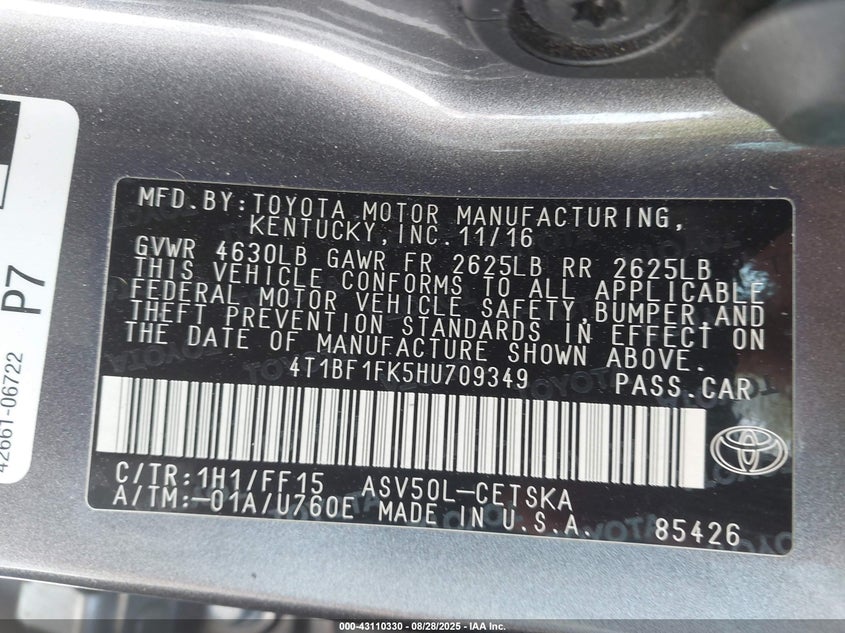 MFD.BY:TOYOTA MOTOR MANUFACTURING,
KENTUCKY,INC.11/16
GVWR 4630LB GAWR FR 2625LB RR 2625LB
THIS VEHICLE CONFORMS TO ALL APPLICABLE
FEDERAL MOTOR VEHICLE SAFETY,BUMPER,AND
THEFT PREVENTION STANDARDS IN EFFECT ON
THE DATE OF MANUFACTURE SHOWN ABOVE.
4T1BF1FK5HU709349 PASS.CAR
C/TR:1H1/FF15 ASV50L-CETSKA
A/TM:-01A/U760E MADE IN U.S.A. 85426
42661-06722 P7
000-43110330 | 08/28/2025 - IAA Inc.